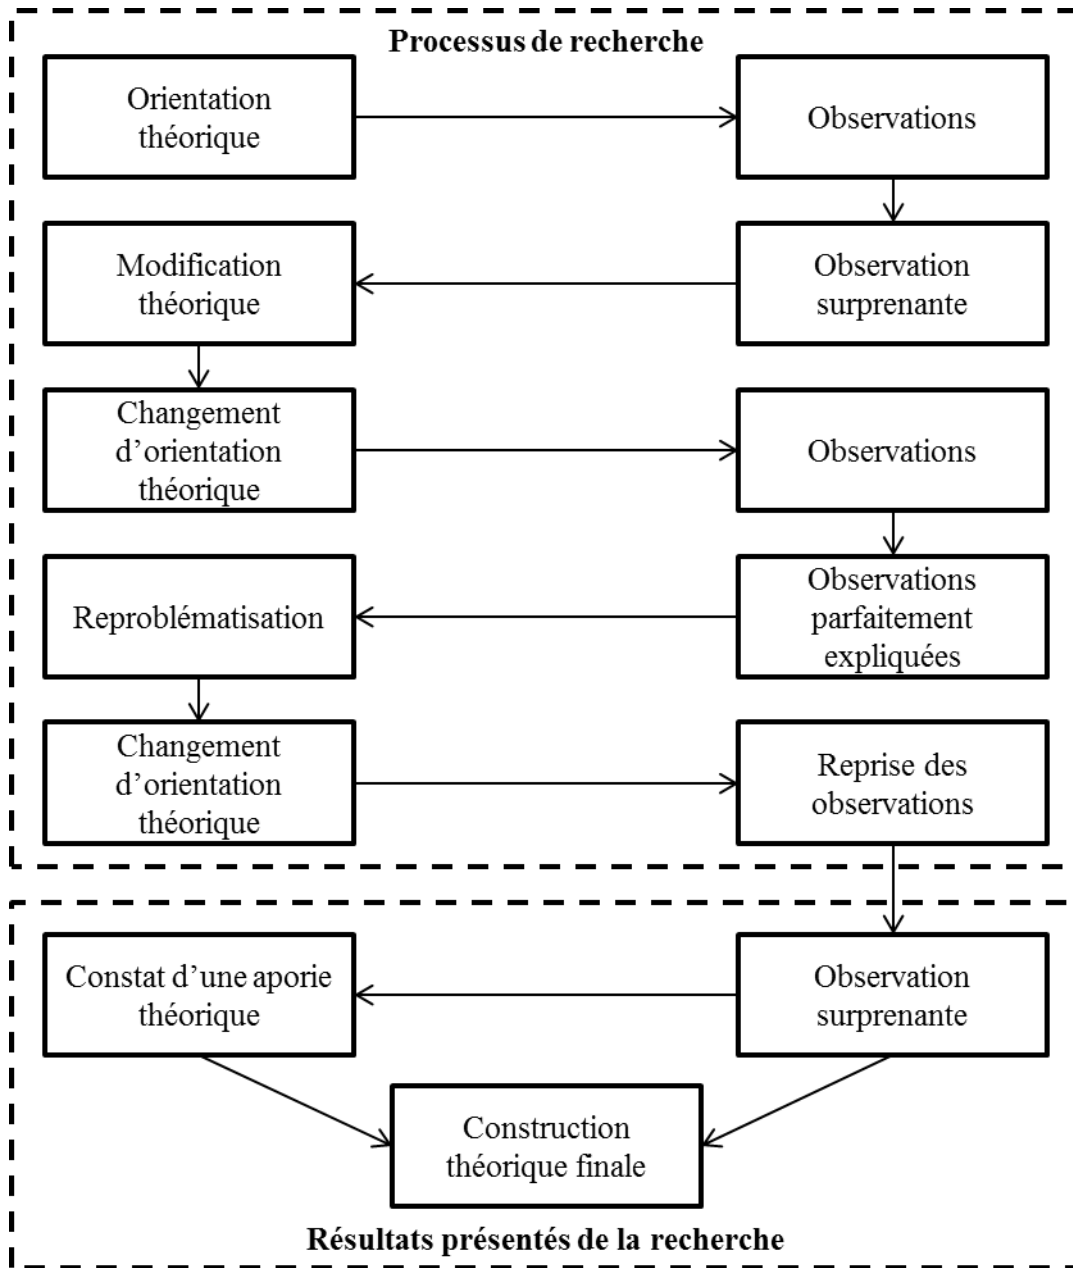 Processus de recherche
Orientation
théorique
Observations
Modification
théorique
Observation
surprenante
Changement
d’orientation
théorique
Observations
Reproblématisation
Observations
parfaitement
expliquées
Changement
d’orientation
théorique
Reprise des
observations
Constat d’une aporie
théorique
Observation
surprenante
Construction
théorique finale
Résultats présentés de la recherche